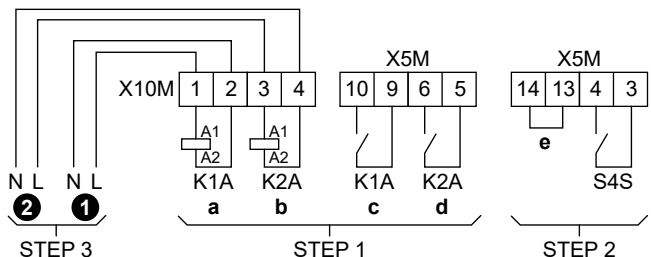 X5M X5M
X10M 1 2 3 4 10 9 6 5 14 13 4 3
A1 A1
A2 A2
e
N L N L K1A K2A K1A K2A S4S
2 1 a b c d
STEP 3 STEP 1 STEP 2